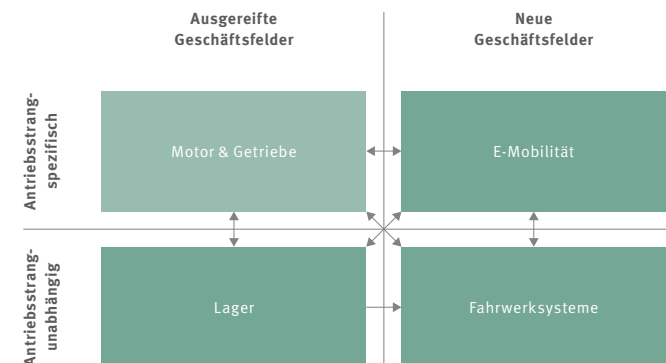 Ausgereifte
Geschäftsfelder
Neue
Geschäftsfelder
Antriebsstrang-
spezifisch
Motor & Getriebe
E-Mobilität
Antriebsstrang-
unabhängig
Lager
Fahrwerksysteme